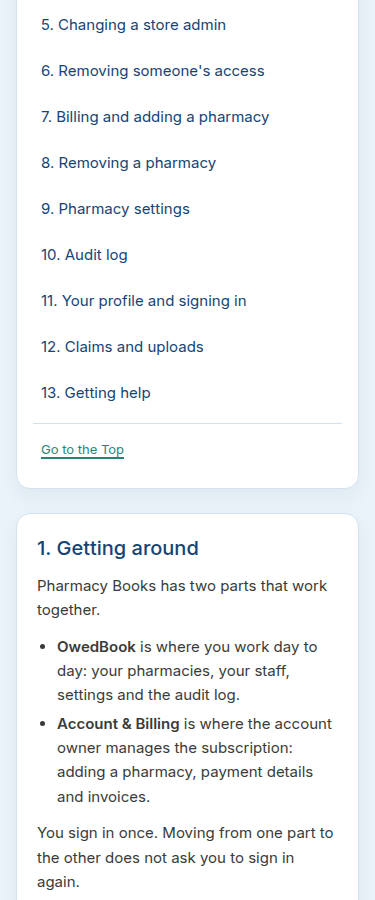 5. Changing a store admin
6. Removing someone's access
7. Billing and adding a pharmacy
8. Removing a pharmacy
9. Pharmacy settings
10. Audit log
11. Your profile and signing in
12. Claims and uploads
13. Getting help
Go to the Top
1. Getting around
Pharmacy Books has two parts that work
together.
• OwedBook is where you work day to
day: your pharmacies, your staff,
settings and the audit log.
• Account & Billing is where the account
owner manages the subscription:
adding a pharmacy, payment details
and invoices.
You sign in once. Moving from one part to
the other does not ask you to sign in
again.